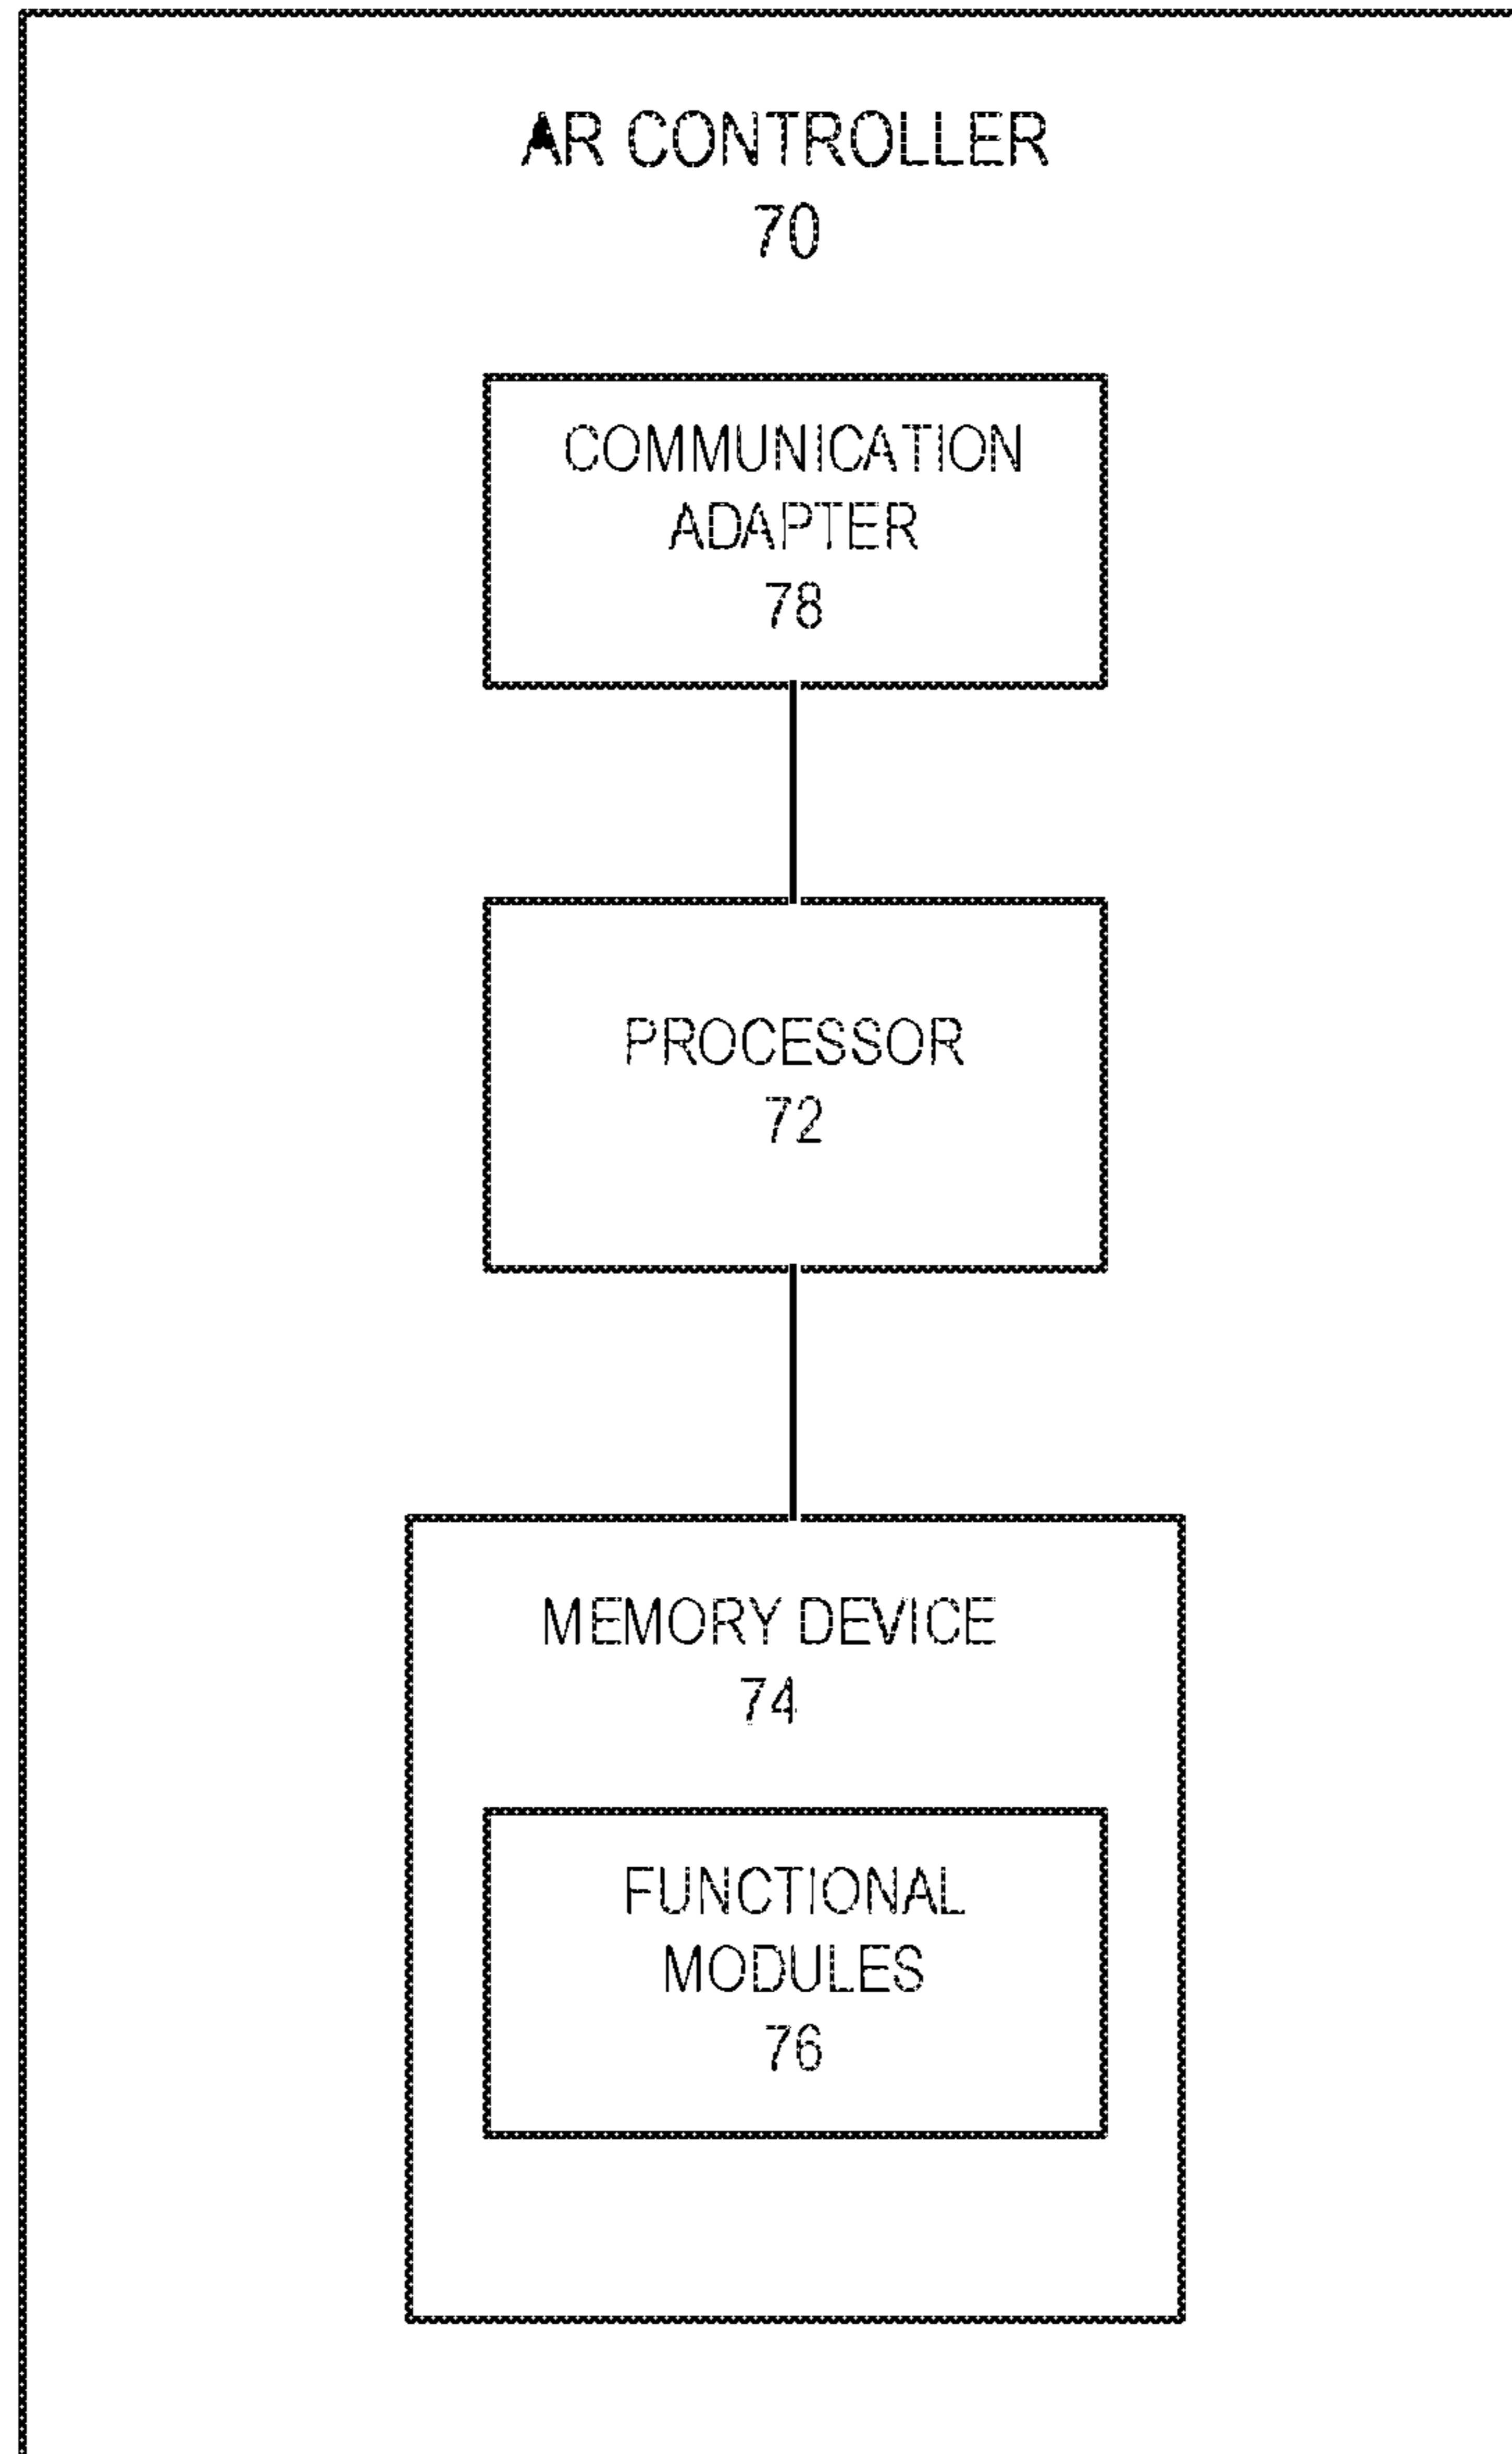 AR CONTROLLER
70
COMMUNICATION
ADAPTER
78
PROCESSOR
72
MEMORY DEVICE
74
FUNCTIONAL
MODULES
76